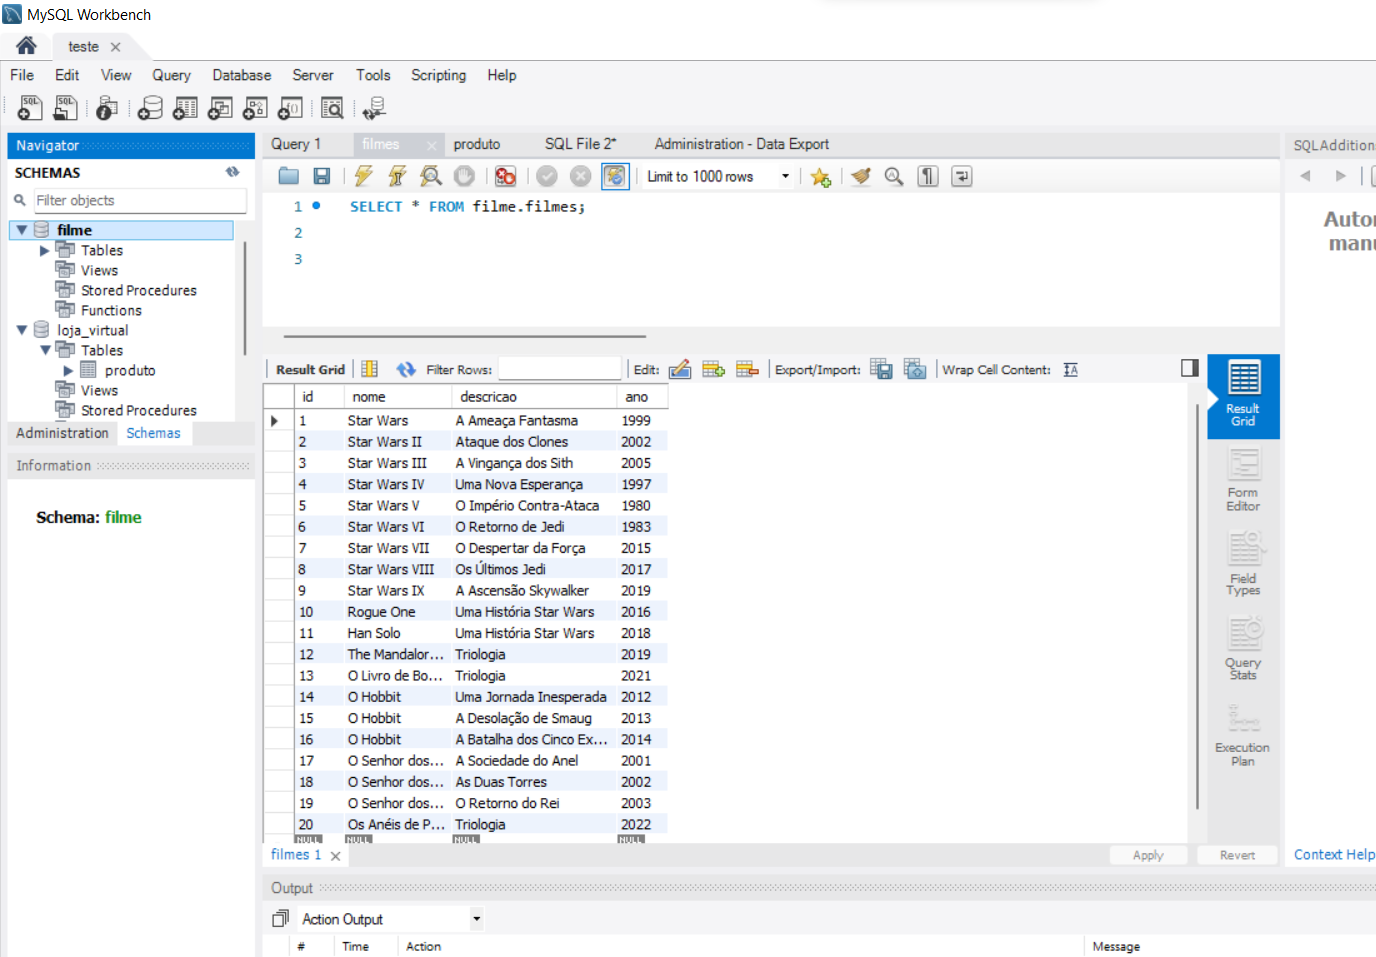 MySQL Workbench
teste
File Edit View Query Database Server Tools Scripting Help
Navigator
SCHEMAS
Filter objects
filme
Tables
Views
Stored Procedures
Functions
loja_virtual
Tables
produto
Views
Stored Procedures
Administration Schemas
Information
Schema: filme
Query 1 filmes produto SQL File 2* Administration - Data Export
Limit to 1000 rows
1 SELECT * FROM filme.filmes;
2
3
Result Grid Filter Rows: Edit: Export/Import: Wrap Cell Content:
id nome descricao ano
1 Star Wars A Ameaça Fantasma 1999
2 Star Wars II Ataque dos Clones 2002
3 Star Wars III A Vingança dos Sith 2005
4 Star Wars IV Uma Nova Esperança 1997
5 Star Wars V O Império Contra-Ataca 1980
6 Star Wars VI O Retorno de Jedi 1983
7 Star Wars VII O Despertar da Força 2015
8 Star Wars VIII Os Últimos Jedi 2017
9 Star Wars IX A Ascensão Skywalker 2019
10 Rogue One Uma História Star Wars 2016
11 Han Solo Uma História Star Wars 2018
12 The Mandalor... Triologia 2019
13 O Livro de Bo... Triologia 2021
14 O Hobbit Uma Jornada Inesperada 2012
15 O Hobbit A Desolação de Smaug 2013
16 O Hobbit A Batalha dos Cinco Ex... 2014
17 O Senhor dos... A Sociedade do Anel 2001
18 O Senhor dos... As Duas Torres 2002
19 O Senhor dos... O Retorno do Rei 2003
20 Os Anéis de P... Triologia 2022
NULL NULL NULL NULL
filmes 1
Apply Revert
Result
Grid
Form
Editor
Field
Types
Query
Stats
Execution
Plan
SQLAddition
Autor
manu
Context Help
Output
Action Output
# Time Action Message